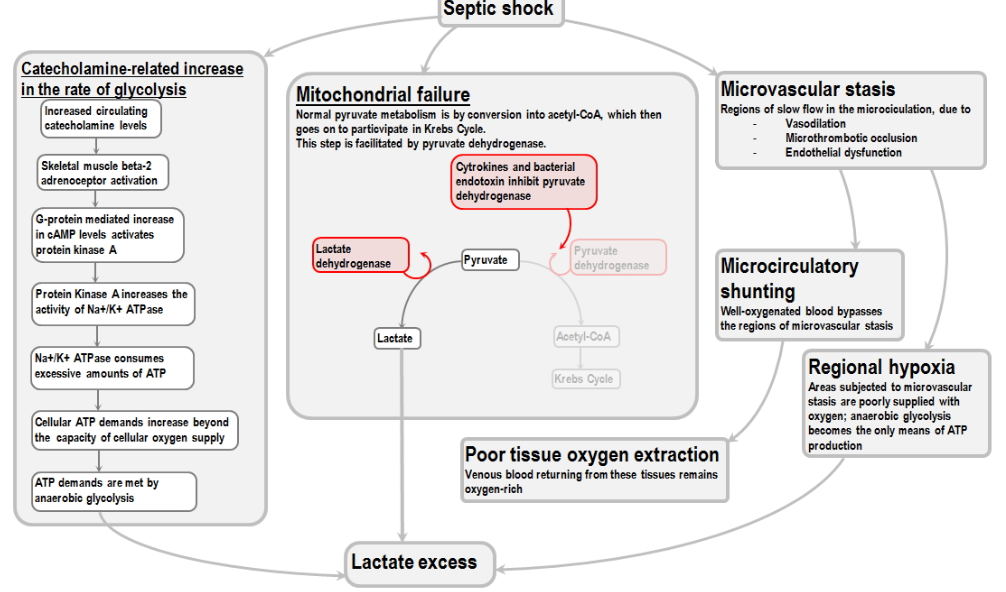 Septic shock
Catecholamine-related increase
in the rate of glycolysis
Increased circulating
catecholamine levels
Skeletal muscle beta-2
adrenoceptor activation
G-protein mediated increase
in cAMP levels activates
protein kinase A
Protein Kinase A increases the
activity of Na+/K+ ATPase
Na+/K+ ATPase consumes
excessive amounts of ATP
Cellular ATP demands increase beyond
the capacity of cellular oxygen supply
ATP demands are met by
anaerobic glycolysis
Mitochondrial failure
Normal pyruvate metabolism is by conversion into acetyl-CoA, which then
goes on to particvipate in Krebs Cycle.
This step is facilitated by pyruvate dehydrogenase.
Cytrokines and bacterial
endotoxin inhibit pyruvate
dehydrogenase
Lactate
dehydrogenase
Pyruvate
Pyruvate
dehydrogenase
Lactate
Acetyl-CoA
Krebs Cycle
Microvascular stasis
Regions of slow flow in the microciulation, due to
- Vasodilation
- Microthrombotic occlusion
- Endothelial dysfunction
Microcirculatory
shunting
Well-oxygenated blood bypasses
the regions of microvascular stasis
Regional hypoxia
Areas subjected to microvascular
stasis are poorly supplied with
oxygen; anaerobic glycolysis
becomes the only means of ATP
production
Poor tissue oxygen extraction
Venous blood returning from these tissues remains
oxygen-rich
Lactate excess